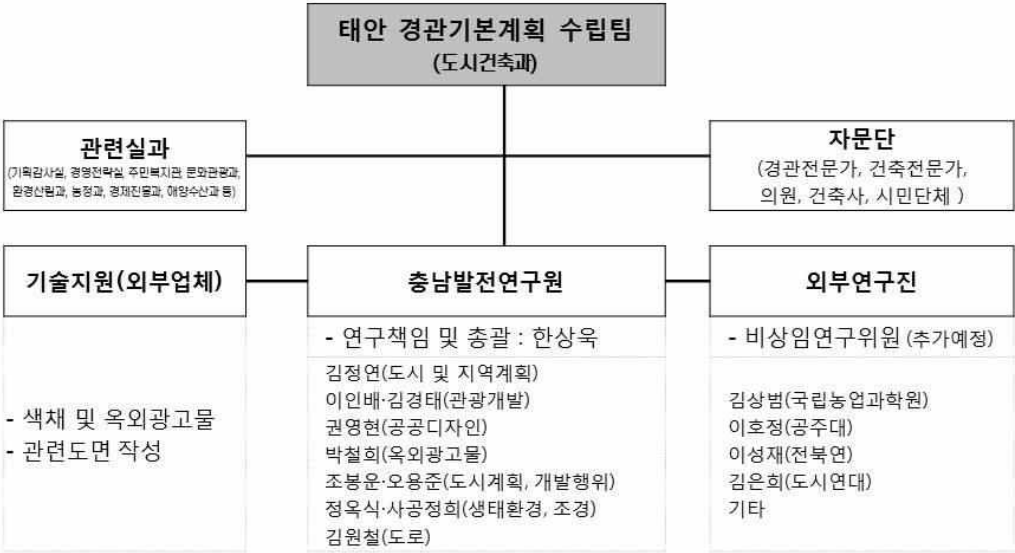 태안 경관기본계획 수립팀
(도시건축과)
관련실과
(기획감사실, 경영전략실, 주민복지관, 문화관광과,
환경산림과, 농정과, 경제진흥과, 해양수산과 등)
자문단
(경관전문가, 건축전문가,
의원, 건축사, 시민단체 )
기술지원(외부업체)
- 색채 및 옥외광고물
- 관련도면 작성
충남발전연구원
- 연구책임 및 총괄 : 한상욱
김정연(도시 및 지역계획)
이인배·김경태(관광개발)
권영현(공공디자인)
박철희(옥외광고물)
조봉운·오용준(도시계획, 개발행위)
정옥식·사공정희(생태환경, 조경)
김원철(도로)
외부연구진
- 비상임연구위원 (추가예정)
김상범(국립농업과학원)
이호정(공주대)
이성재(전북연)
김은희(도시연대)
기타